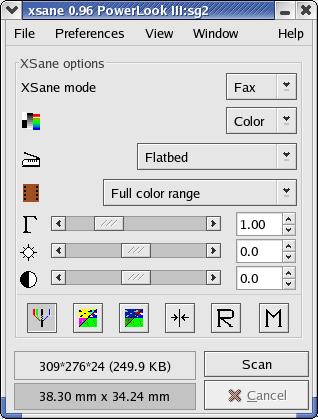 xsane 0.96 PowerLook III:sg2
File Preferences View Window Help
XSane options
XSane mode Fax
Color
Flatbed
Full color range
Γ 1.00
0.0
0.0
R M
309*276*24 (249.9 KB) Scan
38.30 mm x 34.24 mm Cancel